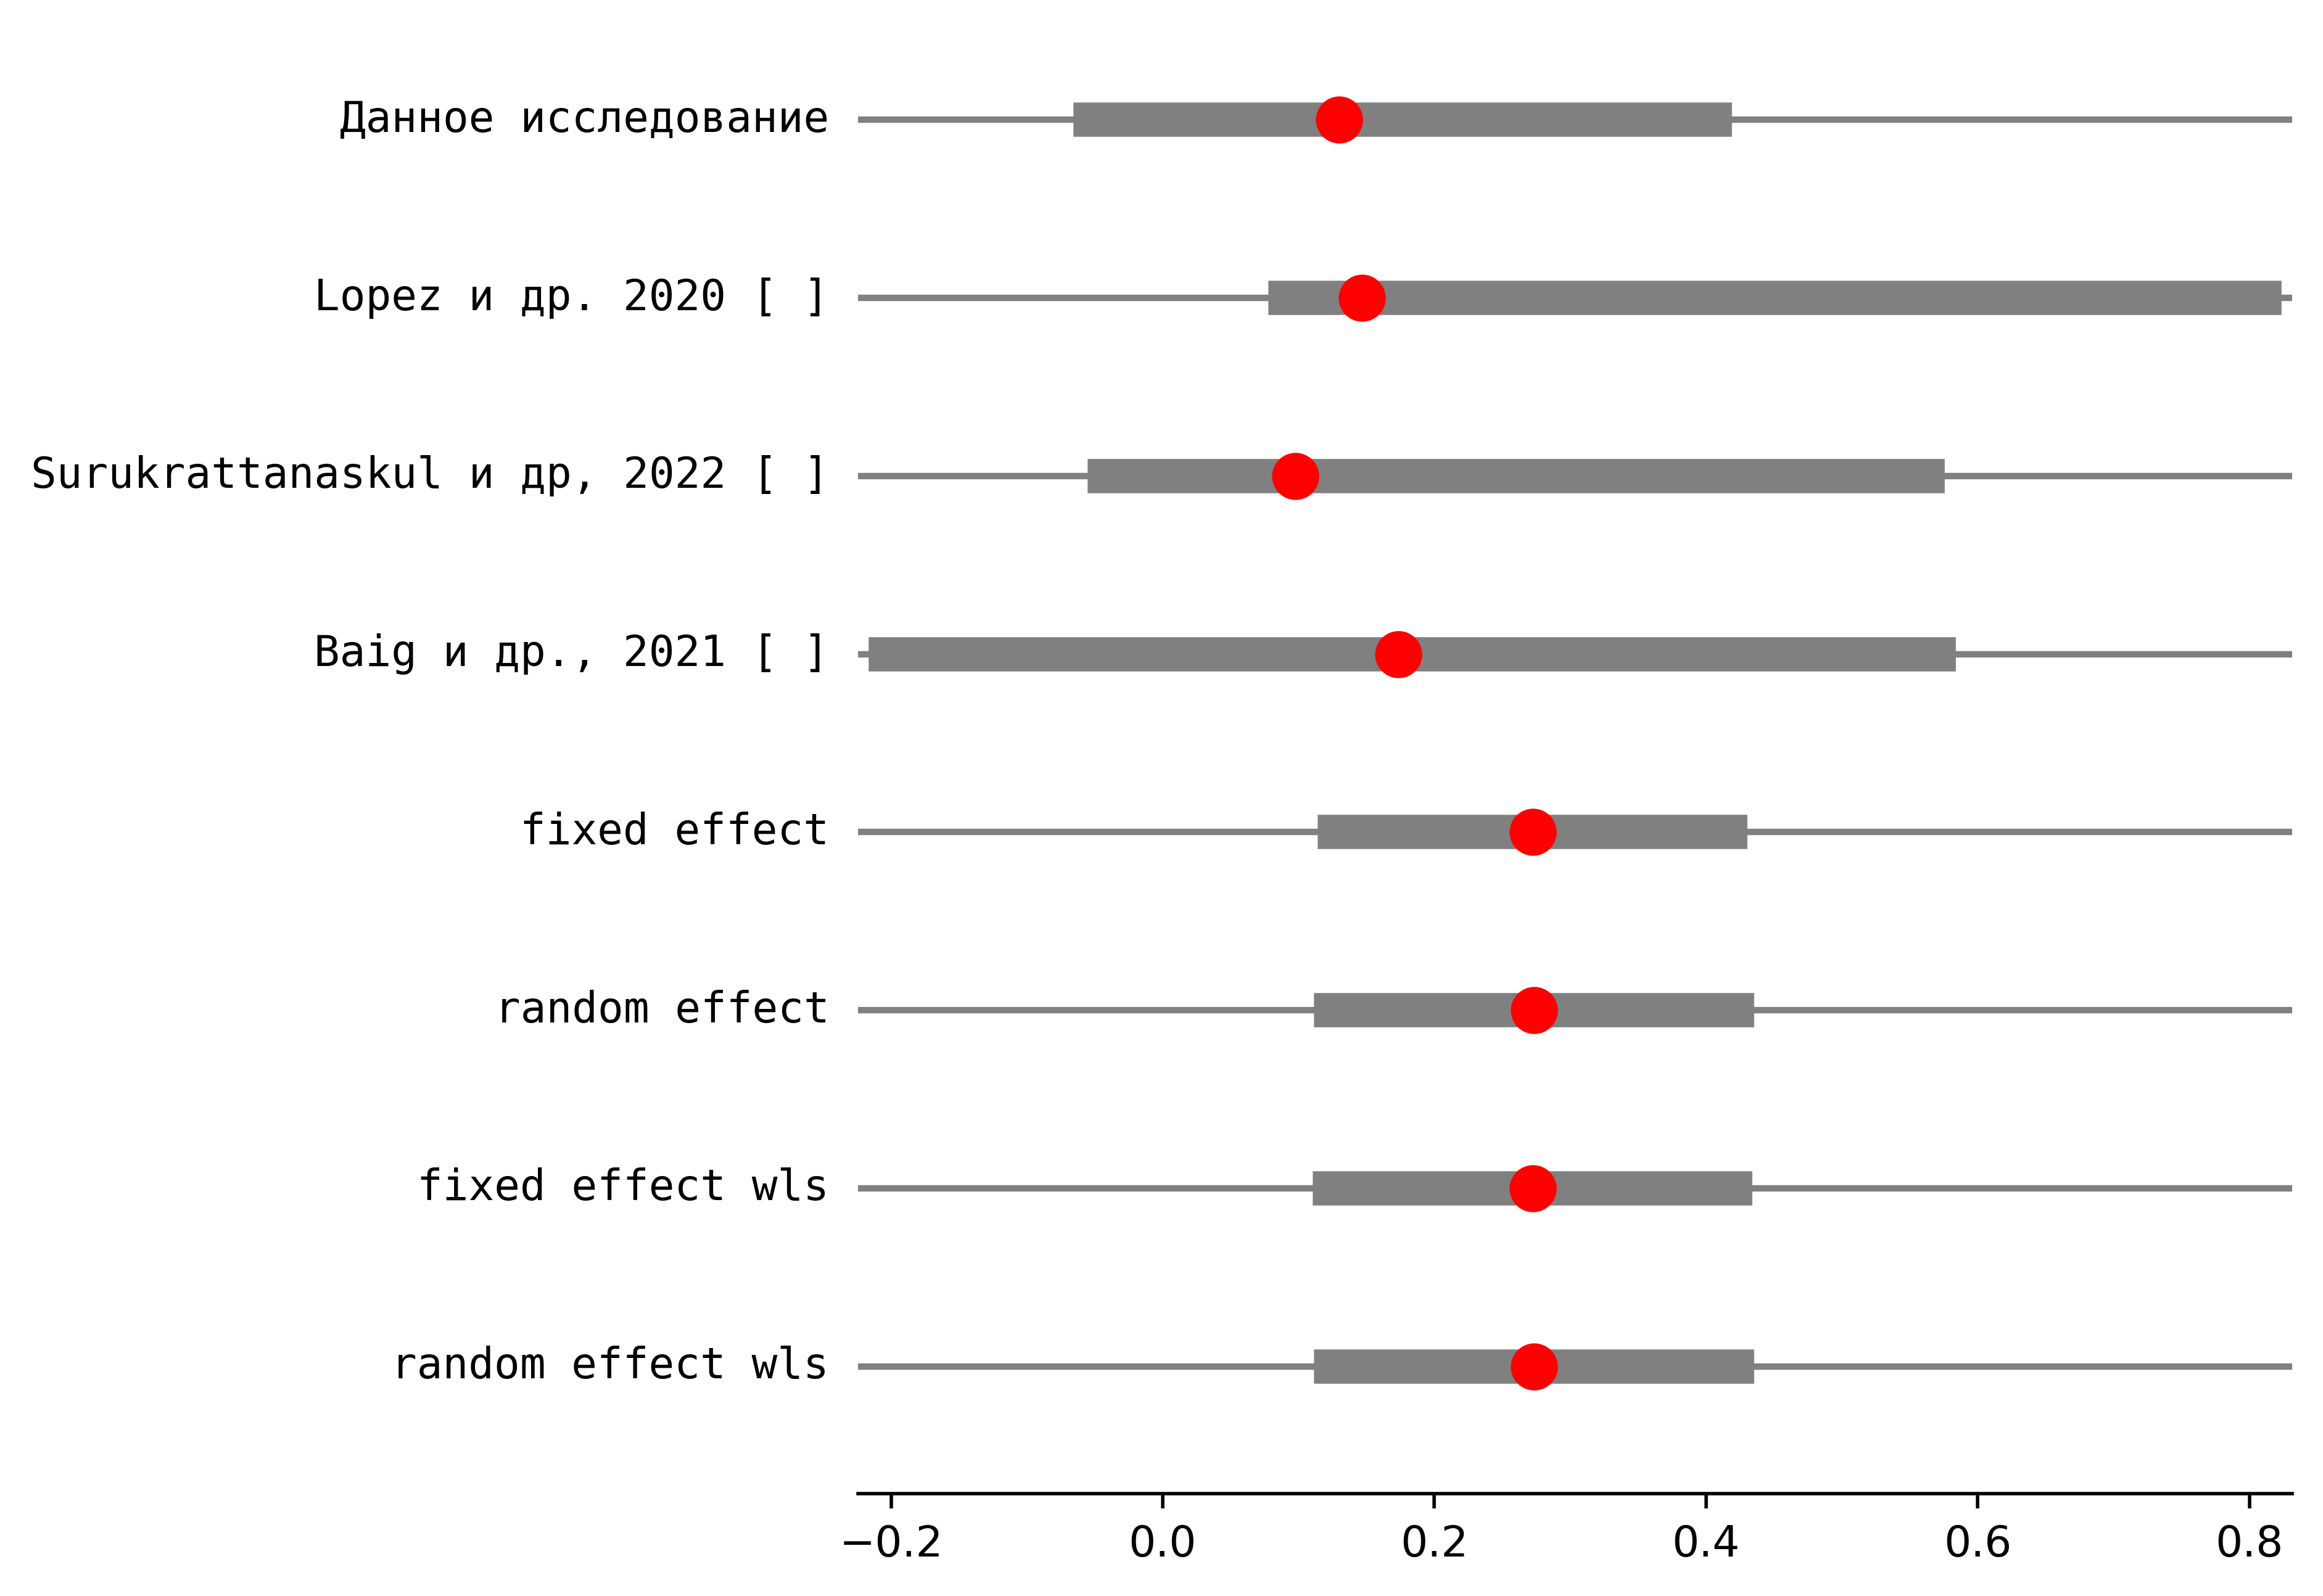 Данное исследование
Lopez и др. 2020 [ ]
Surukrattanaskul и др, 2022 [ ]
Baig и др., 2021 [ ]
fixed effect
random effect
fixed effect wls
random effect wls
−0.2 0.0 0.2 0.4 0.6 0.8